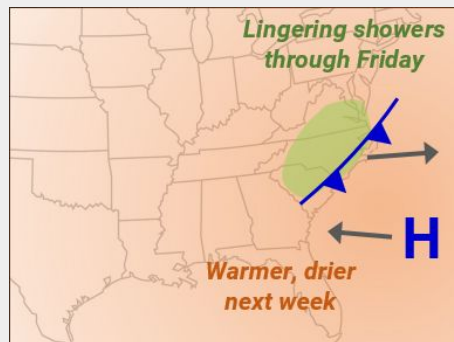 Lingering showers
through Friday
H
Warmer, drier
next week